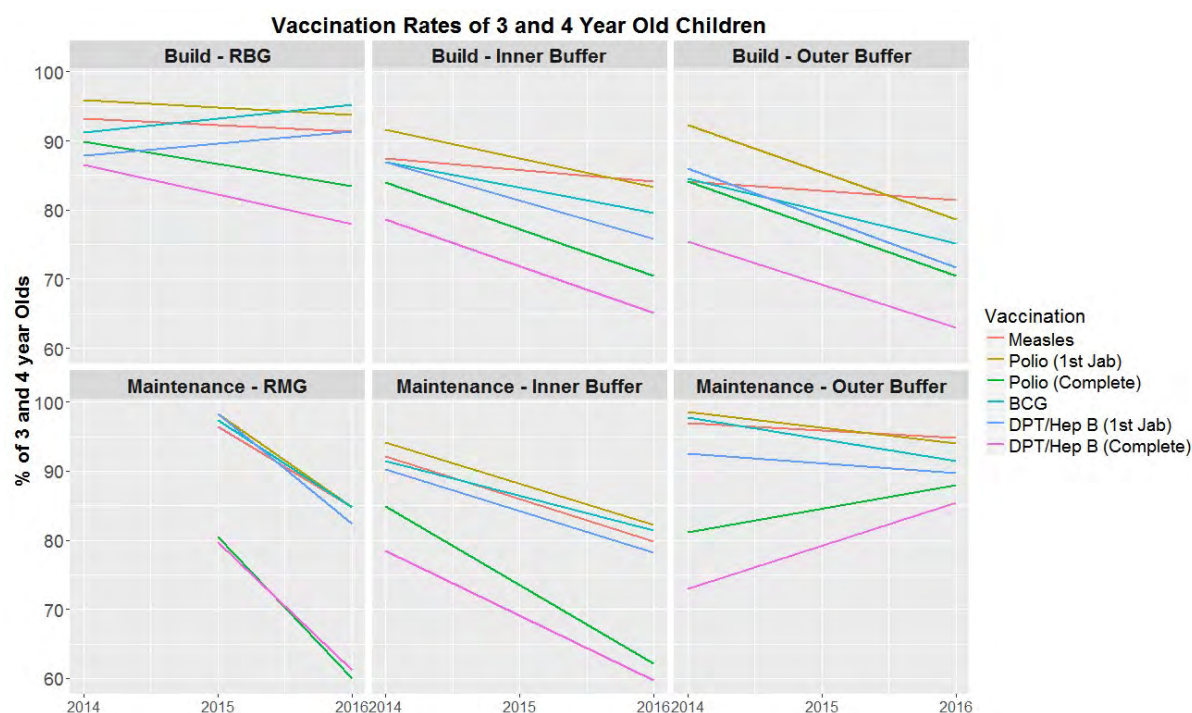 Vaccination Rates of 3 and 4 Year Old Children
Build - RBG
Build - Inner Buffer
Build - Outer Buffer
100
90
80
70
60
Maintenance - RMG
Maintenance - Inner Buffer
Maintenance - Outer Buffer
100
90
80
70
60
2014
2015
2016
2014
2015
2016
2014
2015
2016
% of 3 and 4 year Olds
Vaccination
Measles
Polio (1st Jab)
Polio (Complete)
BCG
DPT/Hep B (1st Jab)
DPT/Hep B (Complete)